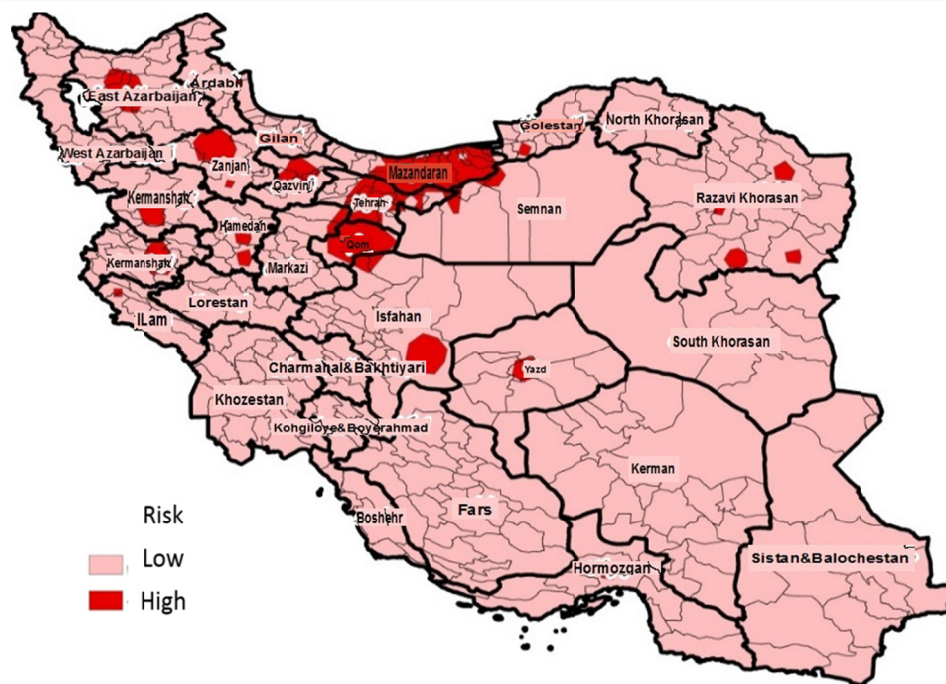 Ardabil
East Azarbaijan
North Khorasan
Golestan
Gilan
West Azarbaijan
Zanjan
Mazandaran
Qazvin
Kermanshah
Razavi Khorasan
Tehran
Semnan
Hamedan
Qom
Kermanshah
Markazi
Lorestan
ILam
Isfahan
South Khorasan
Charmahal&Bakhtiyari
Yazd
Khozestan
Kohgiloye&Boyerahmad
Kerman
Fars
Boshehr
Sistan&Balochestan
Hormozgan
Risk
Low
High